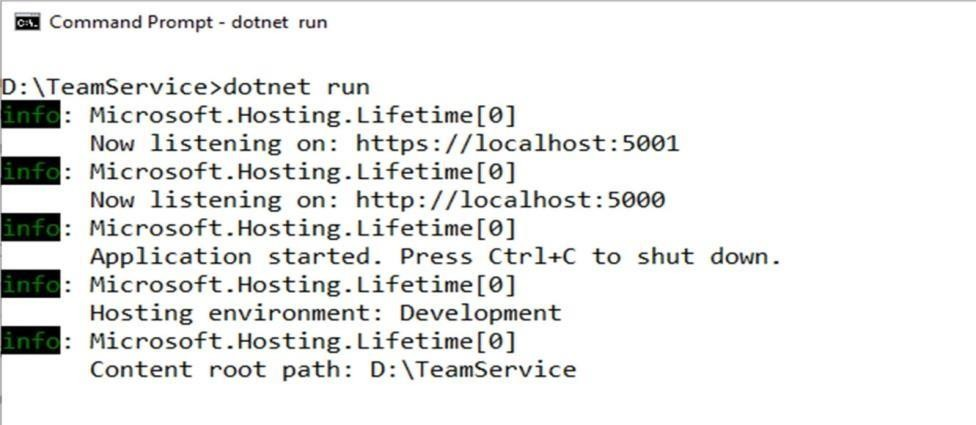 Command Prompt - dotnet run
D:\TeamService>dotnet run
info: Microsoft.Hosting.Lifetime[0]
Now listening on: https://localhost:5001
info: Microsoft.Hosting.Lifetime[0]
Now listening on: http://localhost:5000
info: Microsoft.Hosting.Lifetime[0]
Application started. Press Ctrl+C to shut down.
info: Microsoft.Hosting.Lifetime[0]
Hosting environment: Development
info: Microsoft.Hosting.Lifetime[0]
Content root path: D:\TeamService